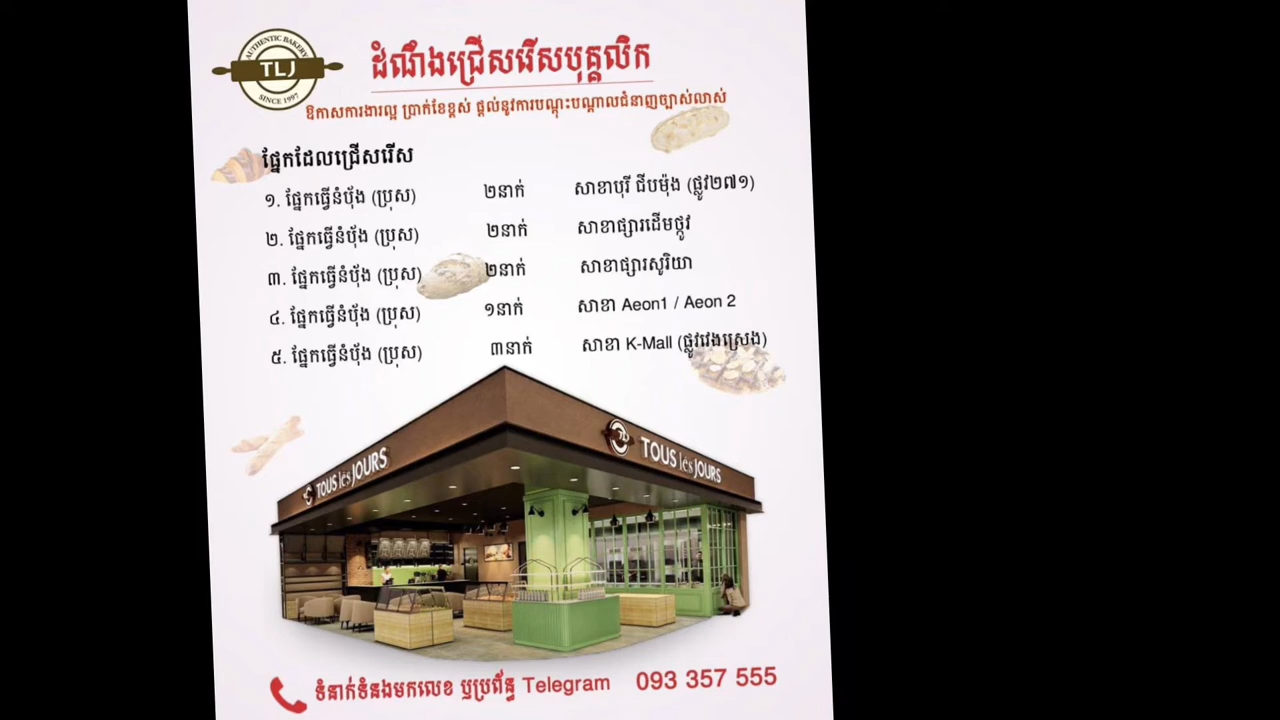 AUTHENTIC BAKERY
TLJ
SINCE 1997
ដំណឹងជ្រើសរើសបុគ្គលិក
ឱកាសការងារល្អ ប្រាក់ខែខ្ពស់ ផ្តល់នូវការបណ្តុះបណ្តាលជំនាញច្បាស់លាស់
ផ្នែកដែលជ្រើសរើស
១. ផ្នែកធ្វើនំបុ័ង (ប្រុស) ២នាក់ សាខាបុរី ជីបម៉ុង (ផ្លូវ២៧១)
២. ផ្នែកធ្វើនំបុ័ង (ប្រុស) ២នាក់ សាខាផ្សារដើមថ្កូវ
៣. ផ្នែកធ្វើនំបុ័ង (ប្រុស) ២នាក់ សាខាផ្សារសូរិយា
៤. ផ្នែកធ្វើនំបុ័ង (ប្រុស) ១នាក់ សាខា Aeon1 / Aeon 2
៥. ផ្នែកធ្វើនំបុ័ង (ប្រុស) ៣នាក់ សាខា K-Mall (ផ្លូវវេងស្រេង)
TOUS les JOURS
TLJ TOUS les JOURS
ទំនាក់ទំនងមកលេខ ឬប្រព័ន្ធ Telegram 093 357 555